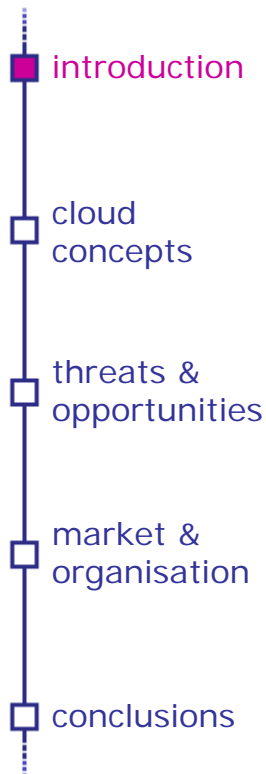 introduction
cloud
concepts
threats &
opportunities
market &
organisation
conclusions